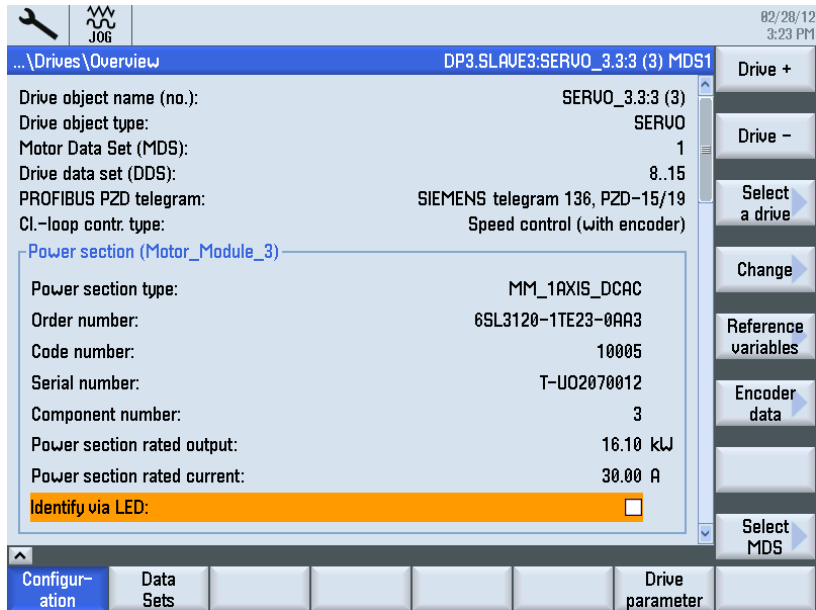 JOG
02/28/12
3:23 PM
...\Drives\Overview DP3.SLAVE3:SERVO_3.3:3 (3) MDS1
Drive object name (no.): SERVO_3.3:3 (3)
Drive object type: SERVO
Motor Data Set (MDS): 1
Drive data set (DDS): 8..15
PROFIBUS PZD telegram: SIEMENS telegram 136, PZD-15/19
Cl.-loop contr. type: Speed control (with encoder)
Power section (Motor_Module_3)
Power section type: MM_1AXIS_DCAC
Order number: 6SL3120-1TE23-0AA3
Code number: 10005
Serial number: T-UO2070012
Component number: 3
Power section rated output: 16.10 kW
Power section rated current: 30.00 A
Identify via LED:
Drive +
Drive -
Select
a drive
Change
Reference
variables
Encoder
data
Select
MDS
Configur-
ation
Data
Sets
Drive
parameter